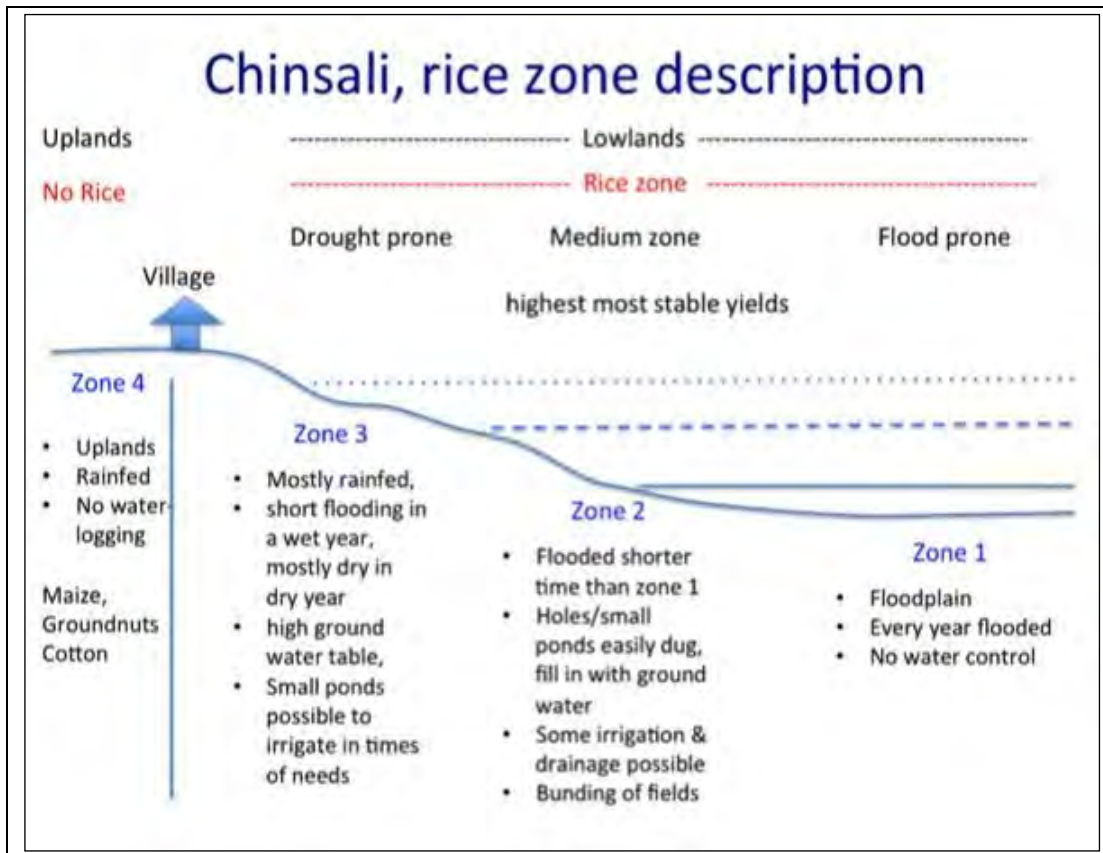 Chinsali, rice zone description
Uplands
Lowlands
No Rice
Rice zone
Drought prone
Medium zone
Flood prone
Village
highest most stable yields
Zone 4
• Uplands
• Rainfed
• No water
logging
Maize,
Groundnuts
Cotton
Zone 3
• Mostly rainfed,
• short flooding in
a wet year,
mostly dry in
dry year
• high ground
water table,
• Small ponds
possible to
irrigate in times
of needs
Zone 2
• Flooded shorter
time than zone 1
• Holes/small
ponds easily dug,
fill in with ground
water
• Some irrigation &
drainage possible
• Bunding of fields
Zone 1
• Floodplain
• Every year flooded
• No water control